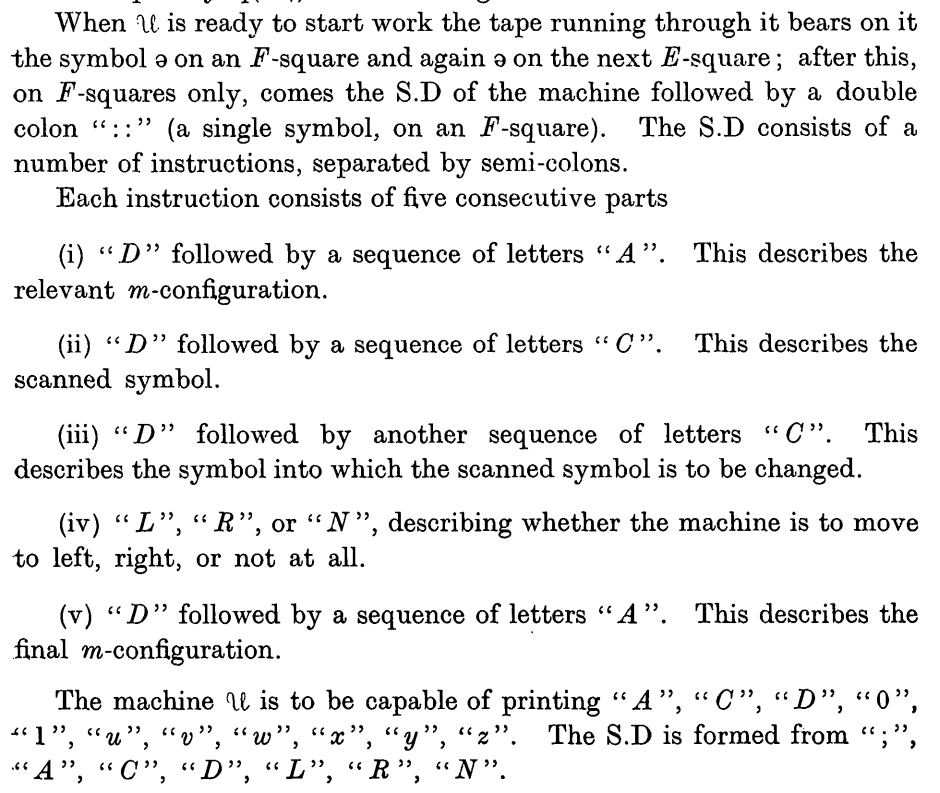 When 𝔘 is ready to start work the tape running through it bears on it
the symbol ə on an F-square and again ə on the next E-square; after this,
on F-squares only, comes the S.D of the machine followed by a double
colon “::” (a single symbol, on an F-square). The S.D consists of a
number of instructions, separated by semi-colons.
Each instruction consists of five consecutive parts
(i) “D” followed by a sequence of letters “A”. This describes the
relevant m-configuration.
(ii) “D” followed by a sequence of letters “C”. This describes the
scanned symbol.
(iii) “D” followed by another sequence of letters “C”. This
describes the symbol into which the scanned symbol is to be changed.
(iv) “L”, “R”, or “N”, describing whether the machine is to move
to left, right, or not at all.
(v) “D” followed by a sequence of letters “A”. This describes the
final m-configuration.
The machine 𝔘 is to be capable of printing “A”, “C”, “D”, “0”,
“1”, “u”, “v”, “w”, “x”, “y”, “z”. The S.D is formed from “;”,
“A”, “C”, “D”, “L”, “R”, “N”.